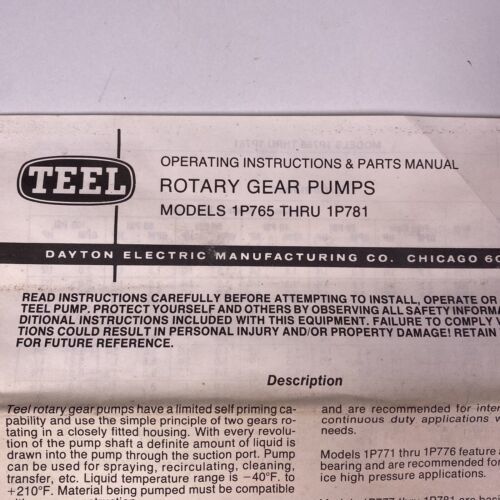 TEEL
OPERATING INSTRUCTIONS & PARTS MANUAL
ROTARY GEAR PUMPS
MODELS 1P765 THRU 1P781
DAYTON ELECTRIC MANUFACTURING CO. CHICAGO 60
READ INSTRUCTIONS CAREFULLY BEFORE ATTEMPTING TO INSTALL, OPERATE OR
TEEL PUMP. PROTECT YOURSELF AND OTHERS BY OBSERVING ALL SAFETY INFORMA
DITIONAL INSTRUCTIONS INCLUDED WITH THIS EQUIPMENT. FAILURE TO COMPLY
TIONS COULD RESULT IN PERSONAL INJURY AND/OR PROPERTY DAMAGE! RETAIN
FOR FUTURE REFERENCE.
Description
Teel rotary gear pumps have a limited self priming ca-
pability and use the simple principle of two gears ro-
tating in a closely fitted housing. With every revolu-
tion of the pump shaft a definite amount of liquid is
drawn into the pump through the suction port. Pump
can be used for spraying, recirculating, cleaning,
transfer, etc. Liquid temperature range is −40°F. to
+210°F. Material being pumped must be compatible
and are recommended for inter
continuous duty applications
needs.
Models 1P771 thru 1P776 feature
bearing and are recommended for
ice high pressure applications.